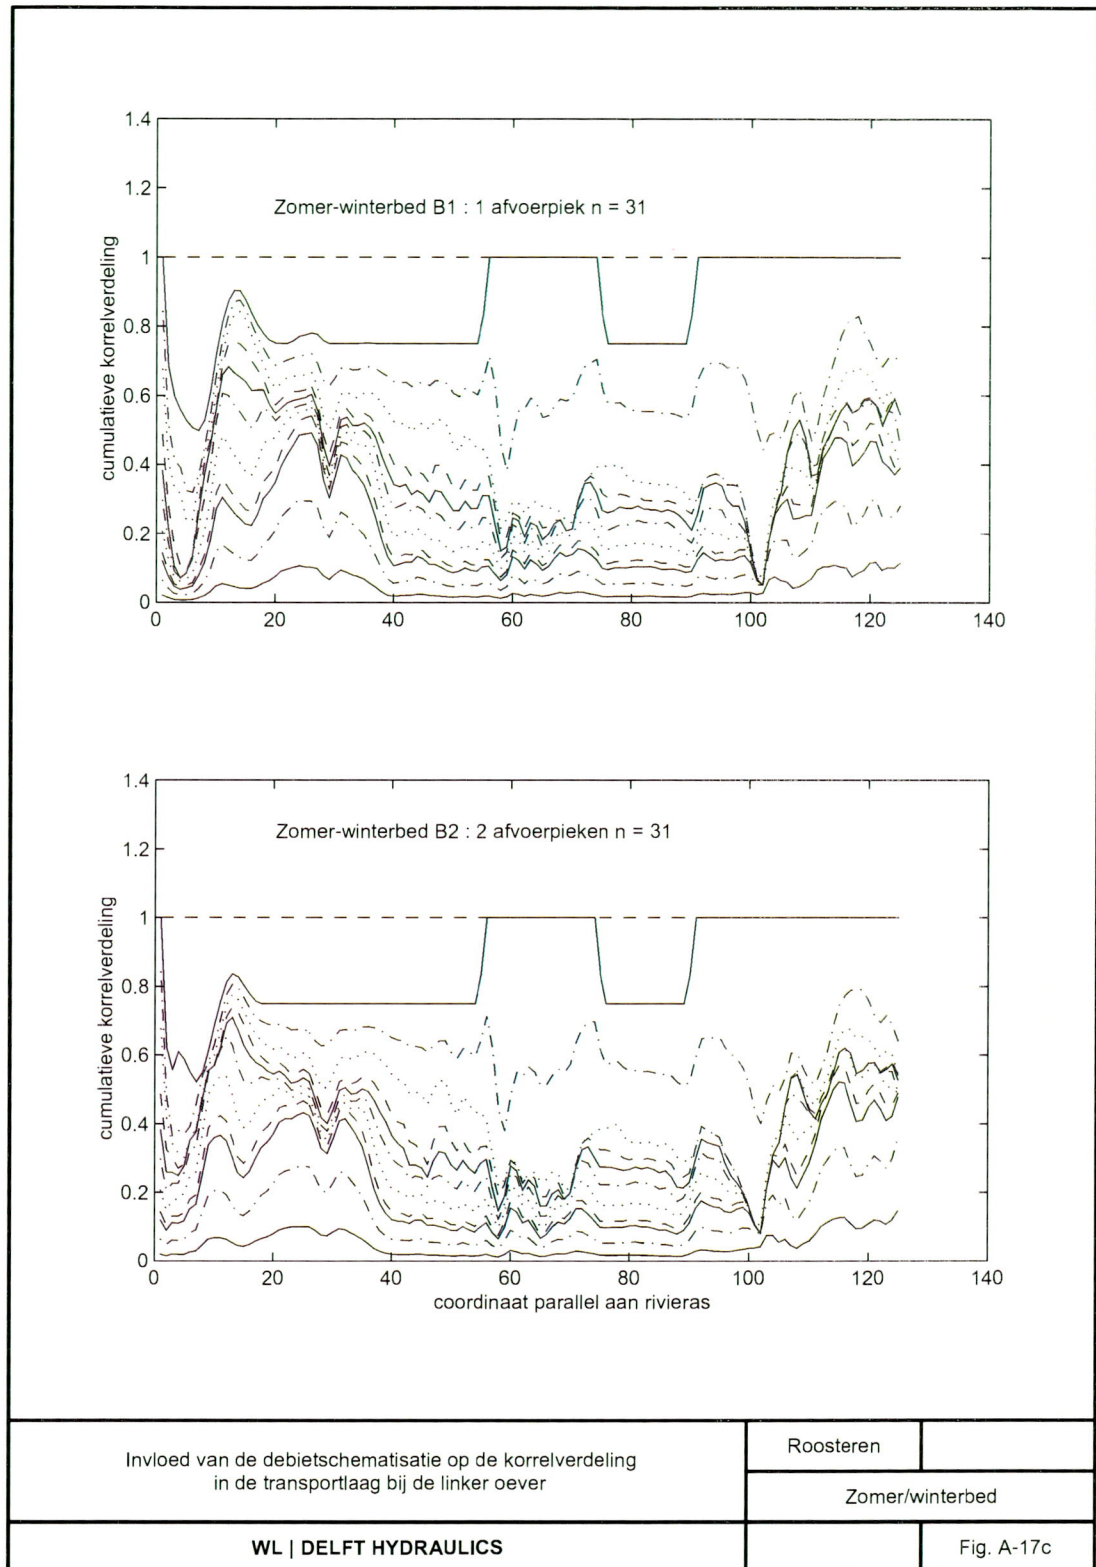 1.4
1.2
1
0.8
0.6
0.4
0.2
0
cumulatieve korrelverdeling
Zomer-winterbed B1 : 1 afvoerpiek n = 31
0 20 40 60 80 100 120 140
1.4
1.2
1
0.8
0.6
0.4
0.2
0
cumulatieve korrelverdeling
Zomer-winterbed B2 : 2 afvoerpieken n = 31
0 20 40 60 80 100 120 140
coordinaat parallel aan rivieras
Invloed van de debietschematisatie op de korrelverdeling
in de transportlaag bij de linker oever
Roosteren
Zomer/winterbed
WL | DELFT HYDRAULICS
Fig. A-17c